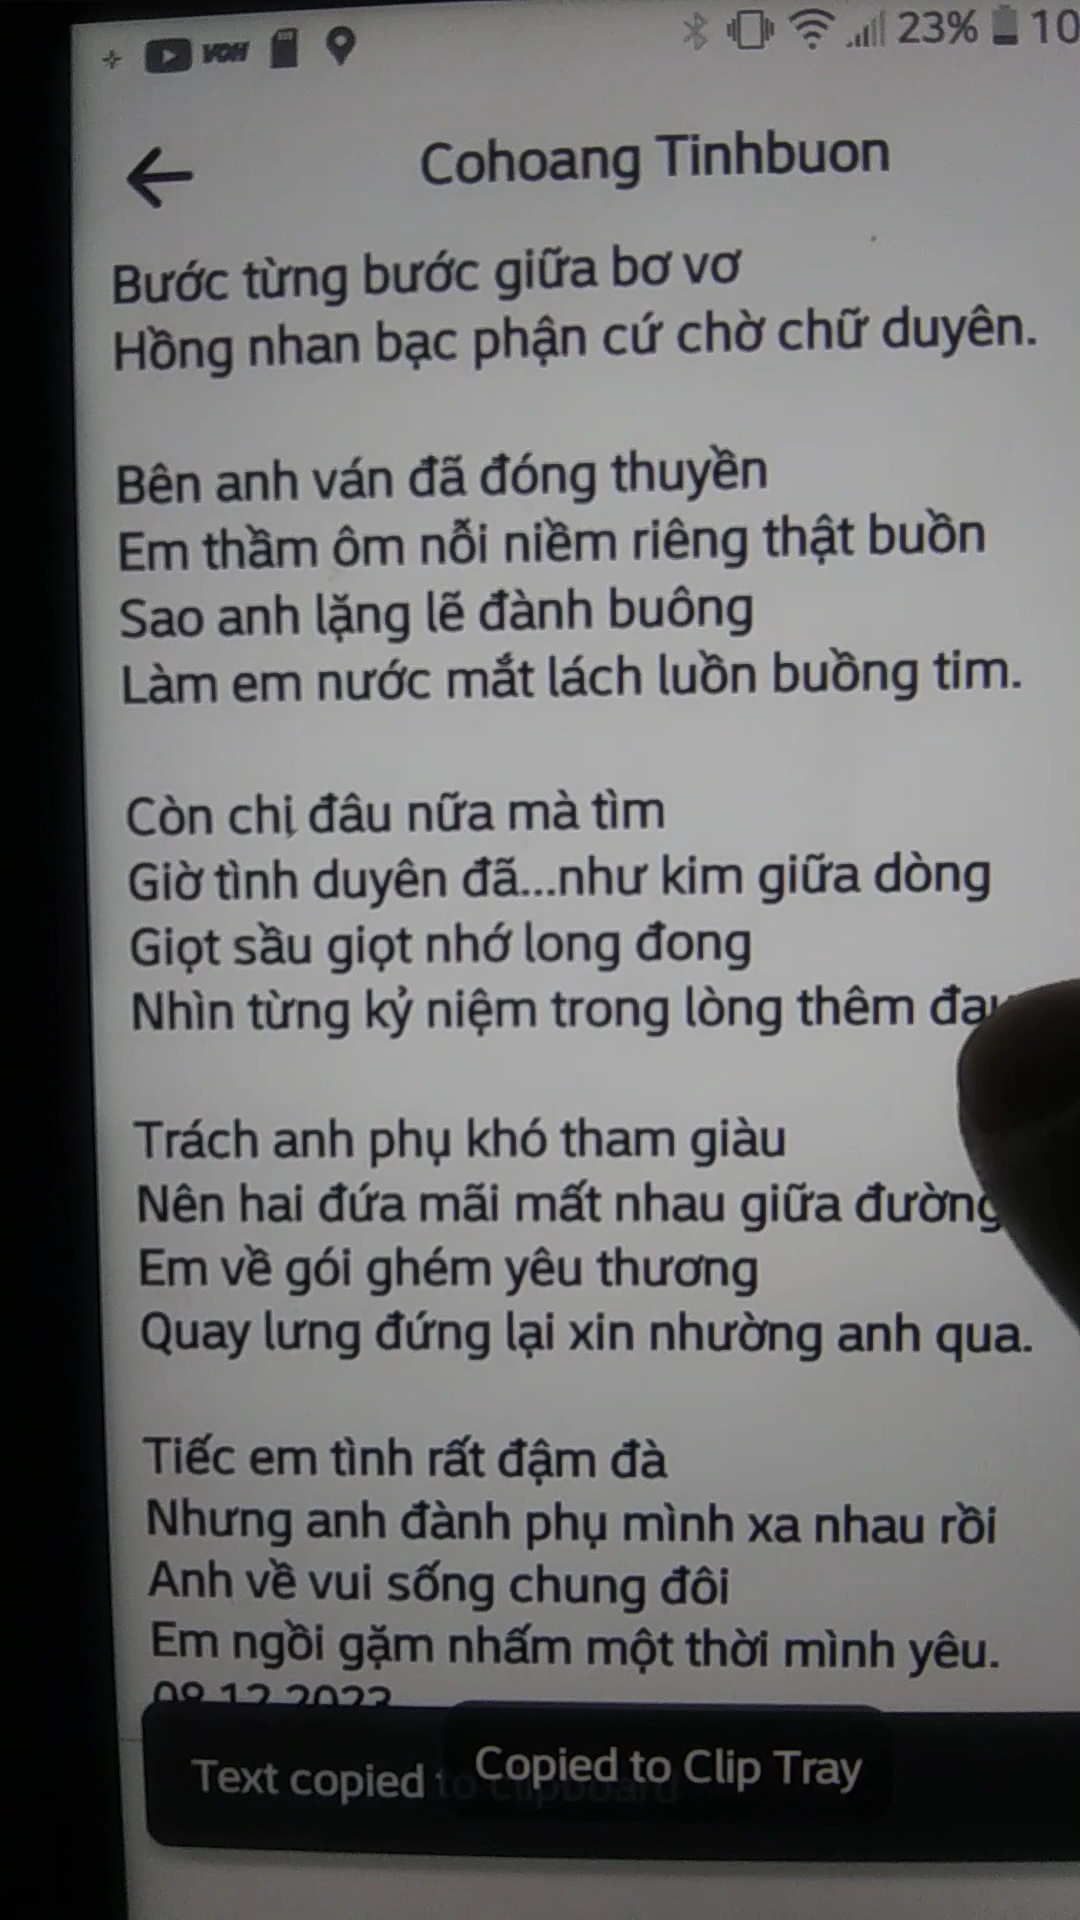 VOH
23%
10
Cohoang Tinhbuon
Bước từng bước giữa bơ vơ
Hồng nhan bạc phận cứ chờ chữ duyên.
Bên anh ván đã đóng thuyền
Em thầm ôm nỗi niềm riêng thật buồn
Sao anh lặng lẽ đành buông
Làm em nước mắt lách luồn buồng tim.
Còn chị đâu nữa mà tìm
Giờ tình duyên đã...như kim giữa dòng
Giọt sầu giọt nhớ long đong
Nhìn từng kỷ niệm trong lòng thêm
Trách anh phụ khó tham giàu
Nên hai đứa mãi mất nhau giữa đường
Em về gói ghém yêu thương
Quay lưng đứng lại xin nhường anh qua.
Tiếc em tình rất đậm đà
Nhưng anh đành phụ mình xa nhau rồi
Anh về vui sống chung đôi
Em ngồi gặm nhấm một thời mình yêu.
Text copied to Clipboard
Copied to Clip Tray